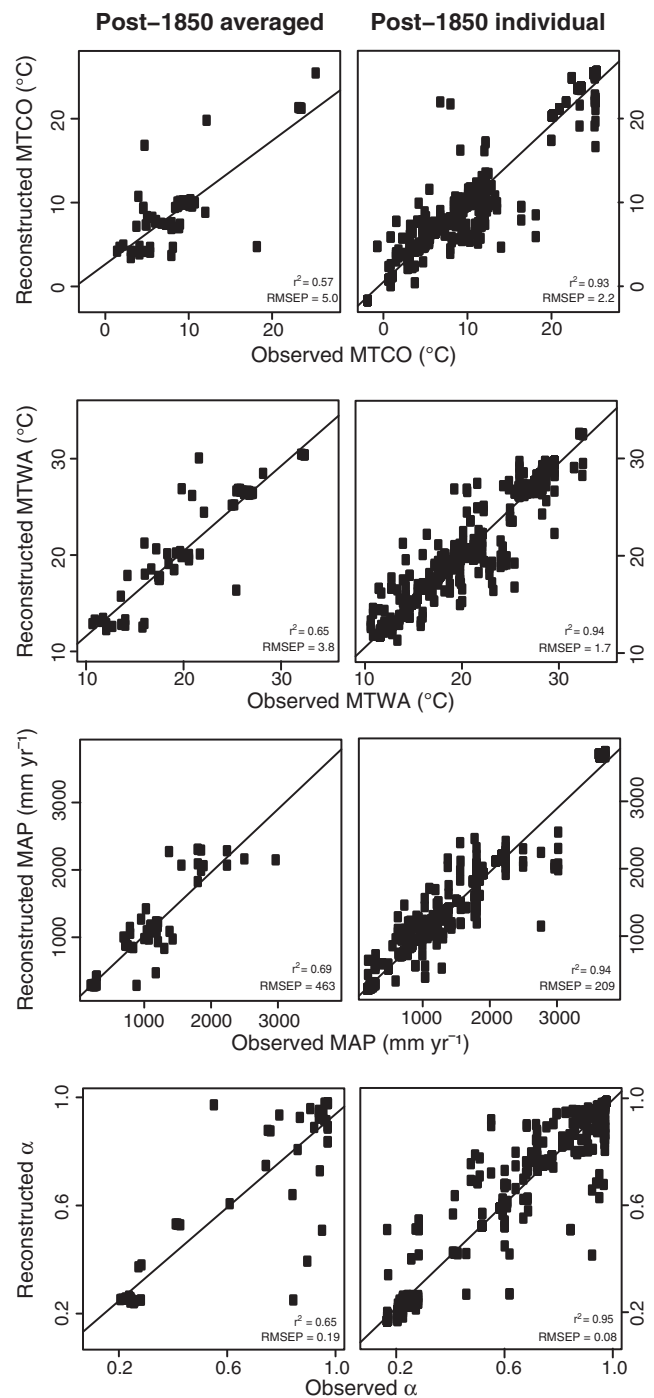 Post–1850 averaged
Post–1850 individual
Reconstructed MTCO (°C)
20
10
0
r² = 0.57
RMSEP = 5.0
0
10
20
20
10
0
r² = 0.93
RMSEP = 2.2
0
10
20
Observed MTCO (°C)
Reconstructed MTWA (°C)
30
20
10
r² = 0.65
RMSEP = 3.8
10
20
30
30
20
10
r² = 0.94
RMSEP = 1.7
10
20
30
Observed MTWA (°C)
Reconstructed MAP (mm yr⁻¹)
3000
2000
1000
r² = 0.69
RMSEP = 463
1000
2000
3000
3000
2000
1000
r² = 0.94
RMSEP = 209
1000
2000
3000
Observed MAP (mm yr⁻¹)
Reconstructed α
1.0
0.6
0.2
r² = 0.65
RMSEP = 0.19
0.2
0.6
1.0
1.0
0.6
0.2
r² = 0.95
RMSEP = 0.08
0.2
0.6
1.0
Observed α